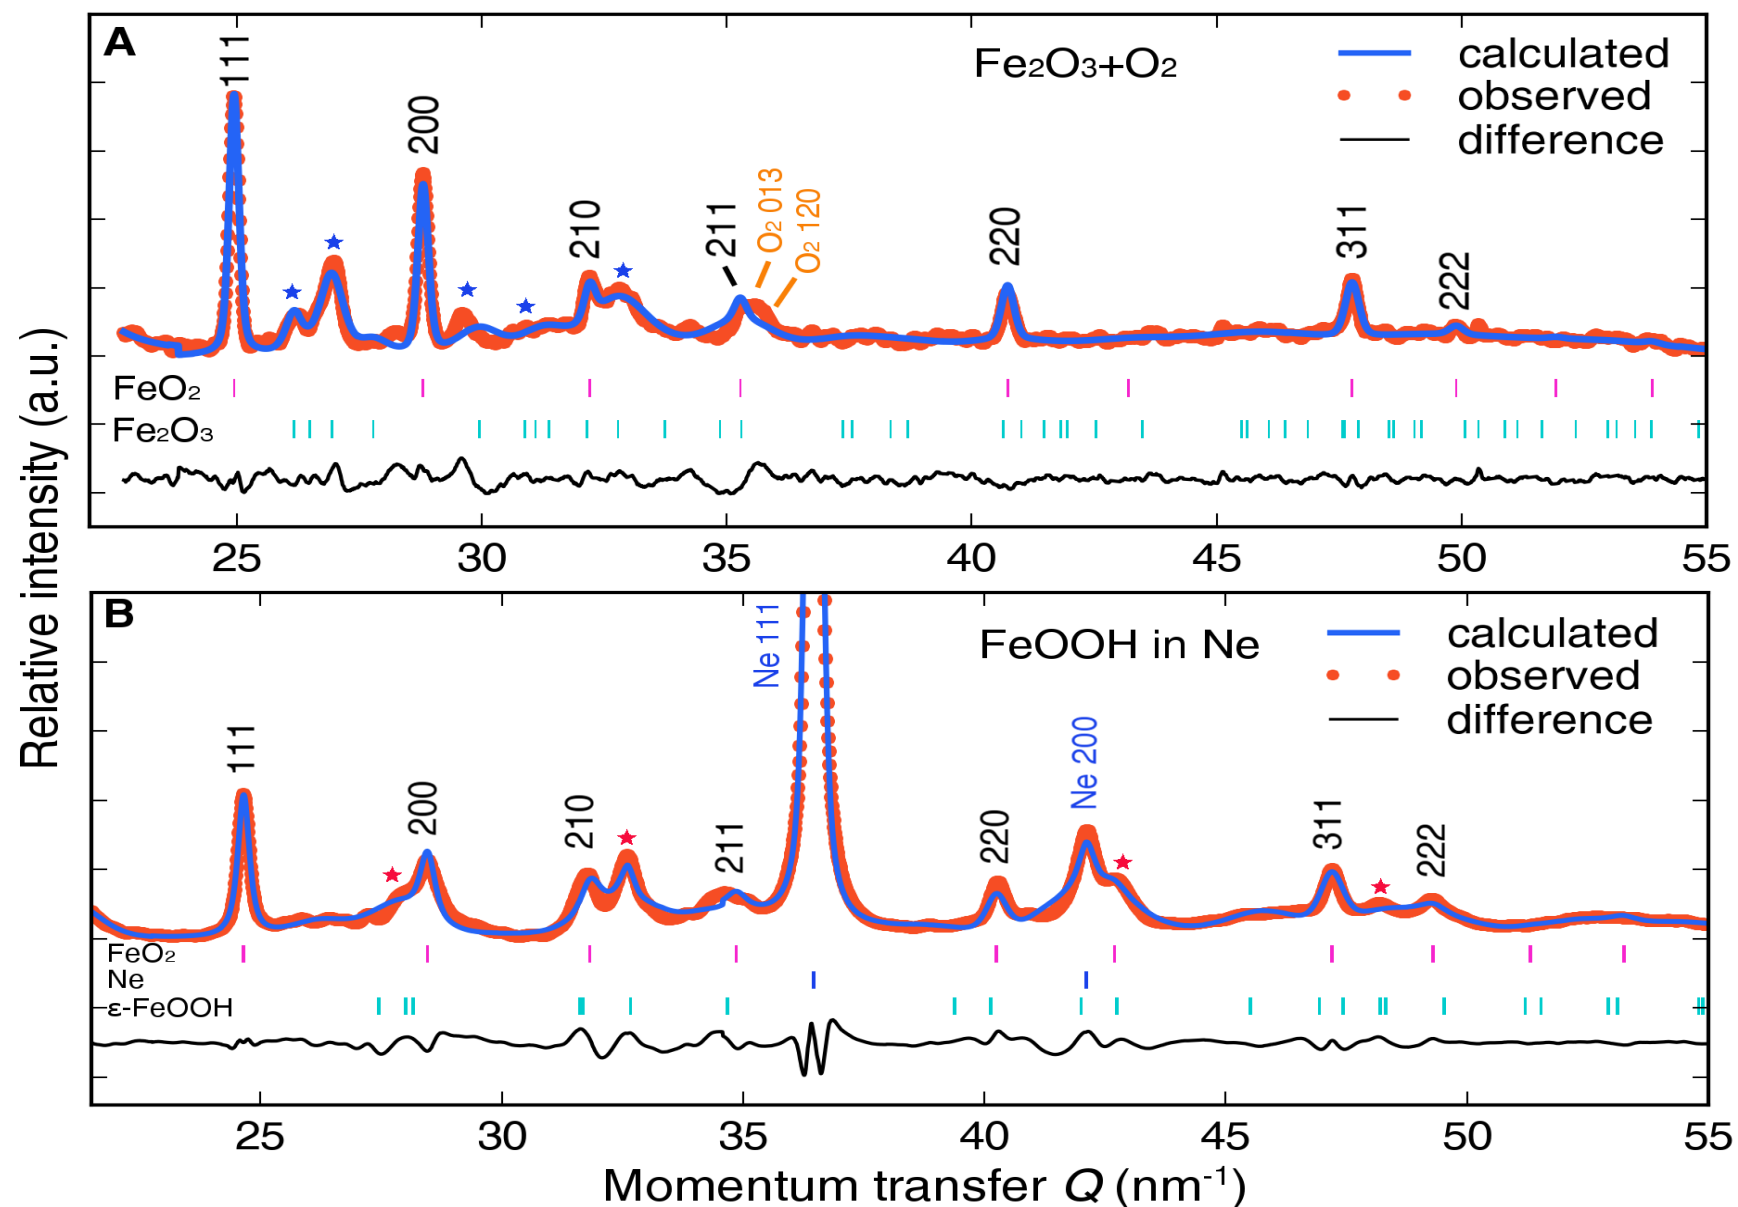 A
Fe₂O₃+O₂
calculated
observed
difference
111
200
210
211
O₂ 013
O₂ 120
220
311
222
FeO₂
Fe₂O₃
25 30 35 40 45 50 55
Relative intensity (a.u.)
B
FeOOH in Ne
calculated
observed
difference
111
200
210
211
Ne 111
220
Ne 200
311
222
FeO₂
Ne
ε-FeOOH
25 30 35 40 45 50 55
Momentum transfer Q (nm⁻¹)